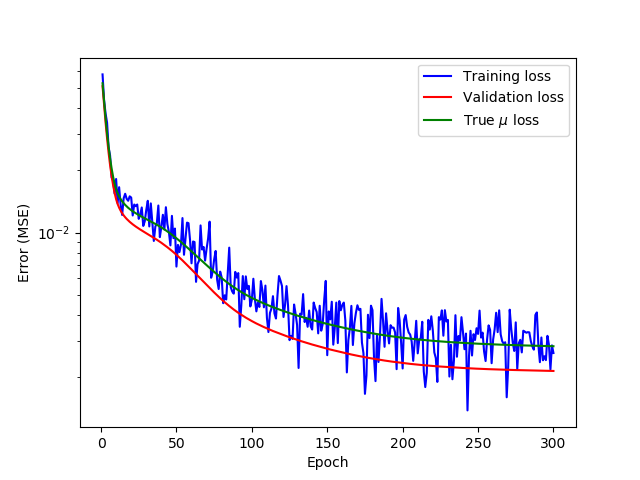 Training loss
Validation loss
True μ loss
Error (MSE)
10⁻²
0 50 100 150 200 250 300
Epoch